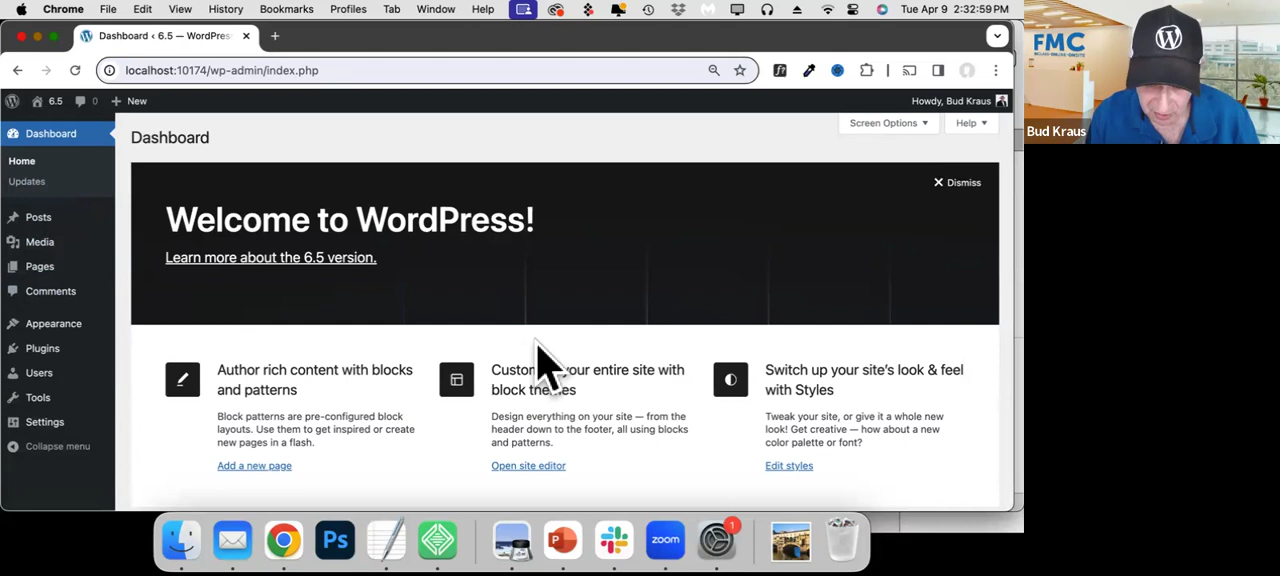 Chrome File Edit View History Bookmarks Profiles Tab Window Help Tue Apr 9 2:32:59 PM
Dashboard ‹ 6.5 — WordPres
localhost:10174/wp-admin/index.php
6.5 0 + New Howdy, Bud Kraus
Dashboard
Home
Updates
Posts
Media
Pages
Comments
Appearance
Plugins
Users
Tools
Settings
Collapse menu
Dashboard
Screen Options
Help
Dismiss
Welcome to WordPress!
Learn more about the 6.5 version.
Author rich content with blocks
and patterns
Block patterns are pre-configured block
layouts. Use them to get inspired or create
new pages in a flash.
Add a new page
your entire site with
block
Design everything on your site — from the
header down to the footer, all using blocks
and patterns.
Open site editor
Switch up your site's look & feel
with Styles
Tweak your site, or give it a whole new
look! Get creative — how about a new
color palette or font?
Edit styles
Ps
P
zoom
1
FMC
Bud Kraus